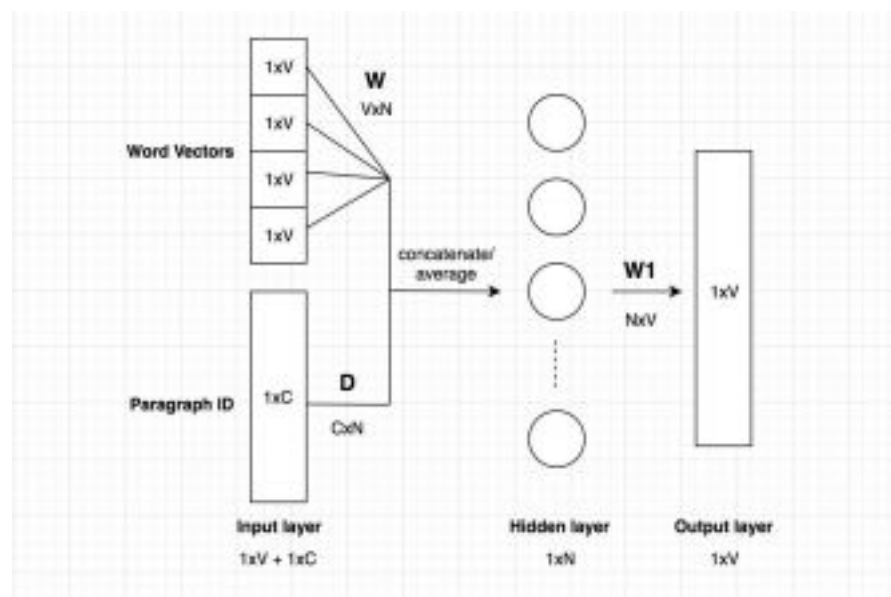 1xV
W
VxN
1xV
Word Vectors
1xV
1xV
concatenate/
average
W1
1xV
NxV
D
Paragraph ID
1xC
CxN
Input layer
Hidden layer
Output layer
1xV + 1xC
1xN
1xV